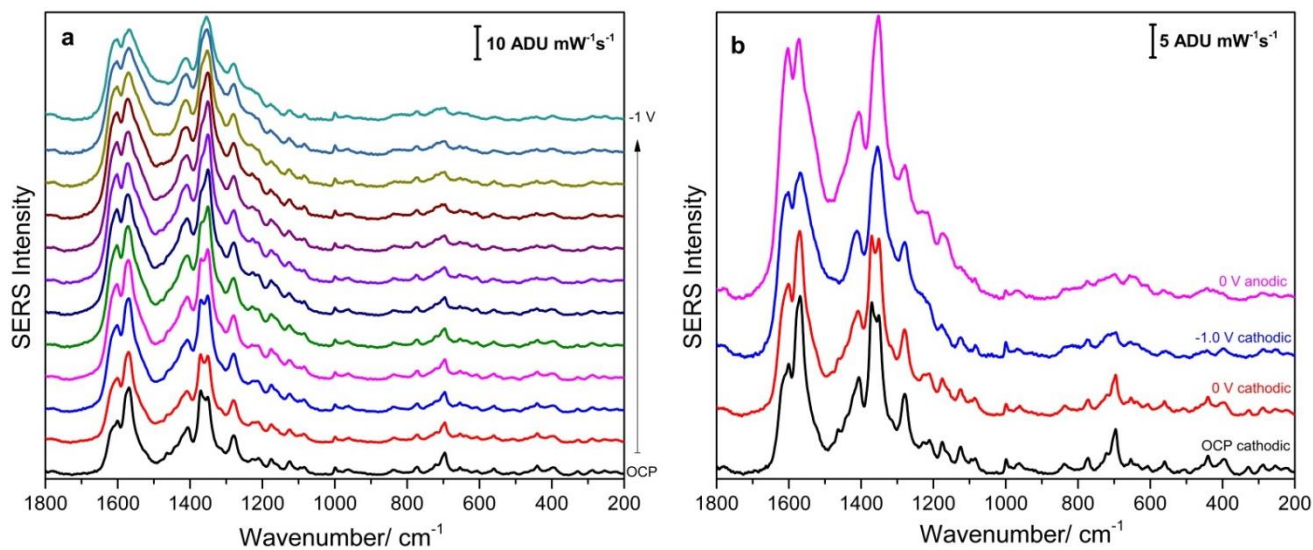 a
10 ADU mW⁻¹s⁻¹
-1 V
OCP
SERS Intensity
1800 1600 1400 1200 1000 800 600 400 200
Wavenumber/ cm⁻¹
b
5 ADU mW⁻¹s⁻¹
0 V anodic
-1.0 V cathodic
0 V cathodic
OCP cathodic
SERS Intensity
1800 1600 1400 1200 1000 800 600 400 200
Wavenumber/ cm⁻¹